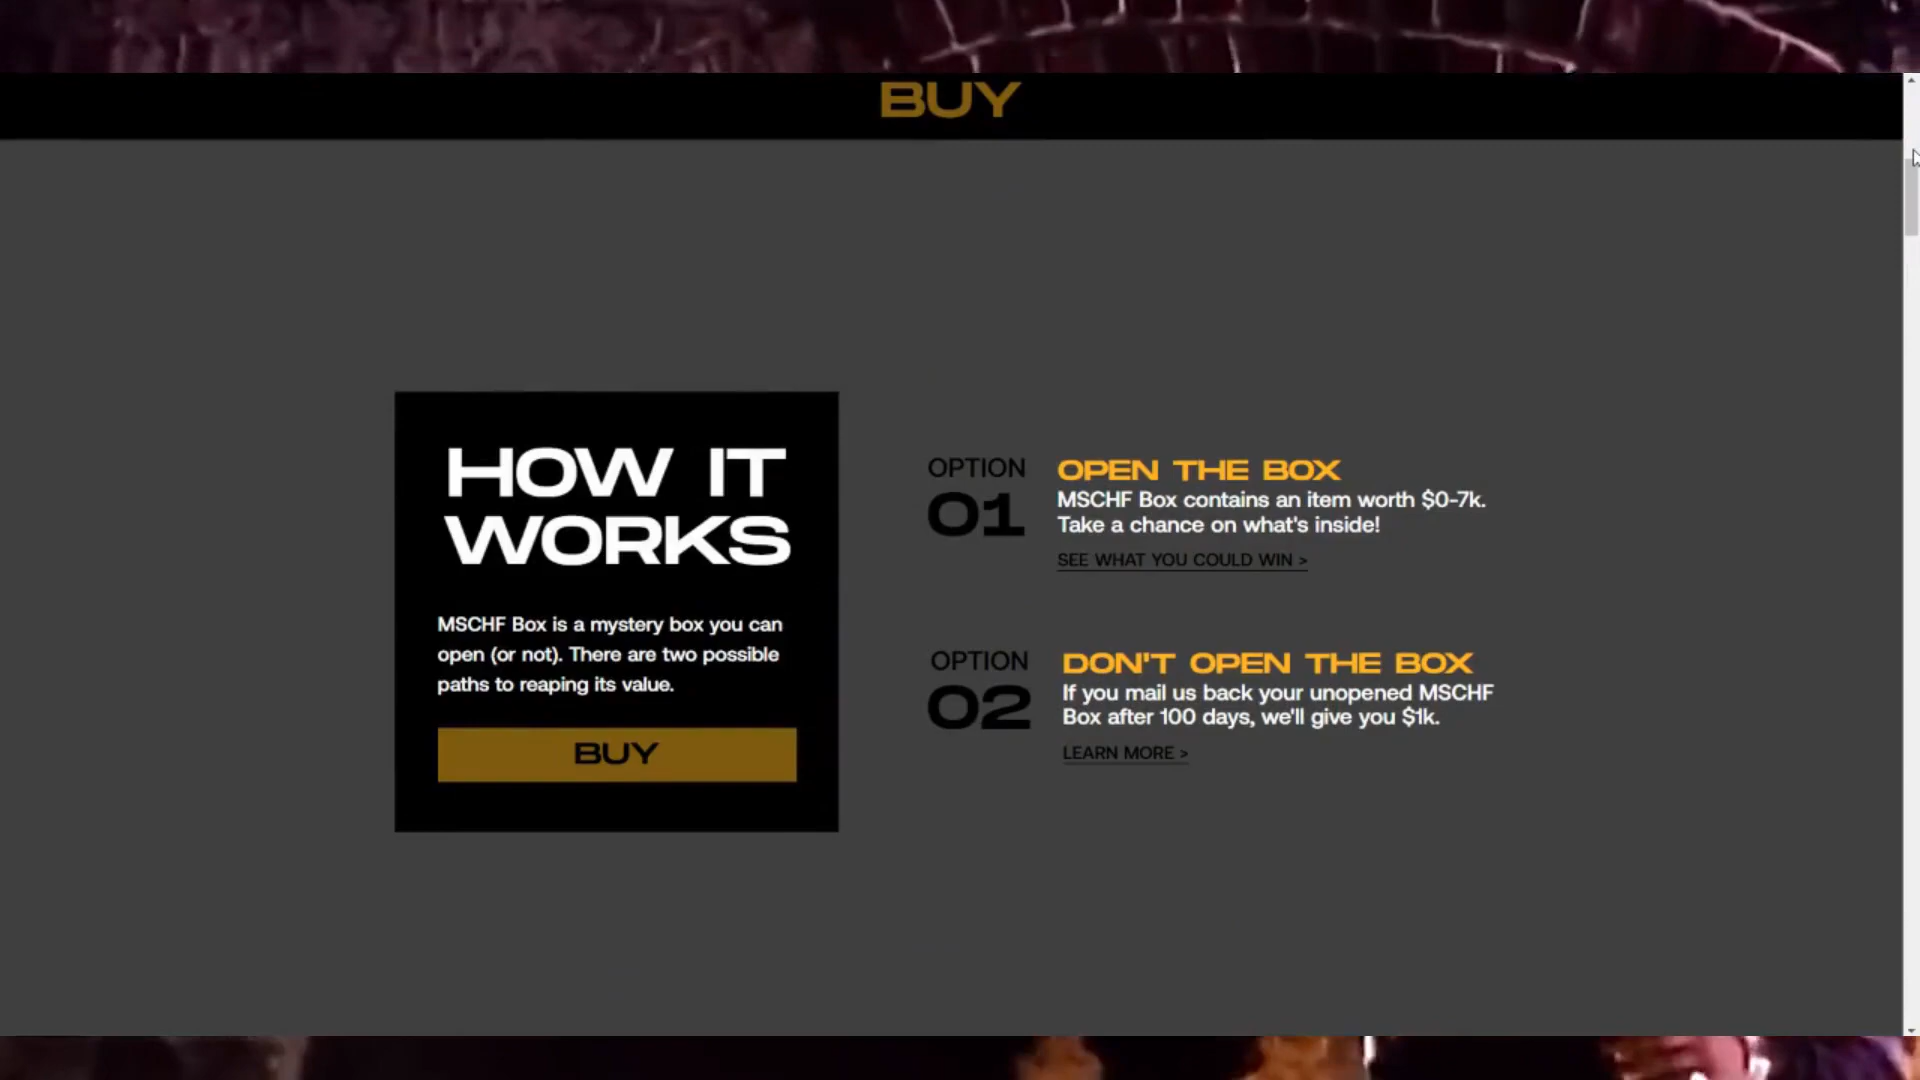 BUY
HOW IT
WORKS
MSCHF Box is a mystery box you can
open (or not). There are two possible
paths to reaping its value.
BUY
OPTION
01
OPEN THE BOX
MSCHF Box contains an item worth $0-7k.
Take a chance on what's inside!
SEE WHAT YOU COULD WIN >
OPTION
02
DON'T OPEN THE BOX
If you mail us back your unopened MSCHF
Box after 100 days, we'll give you $1k.
LEARN MORE >